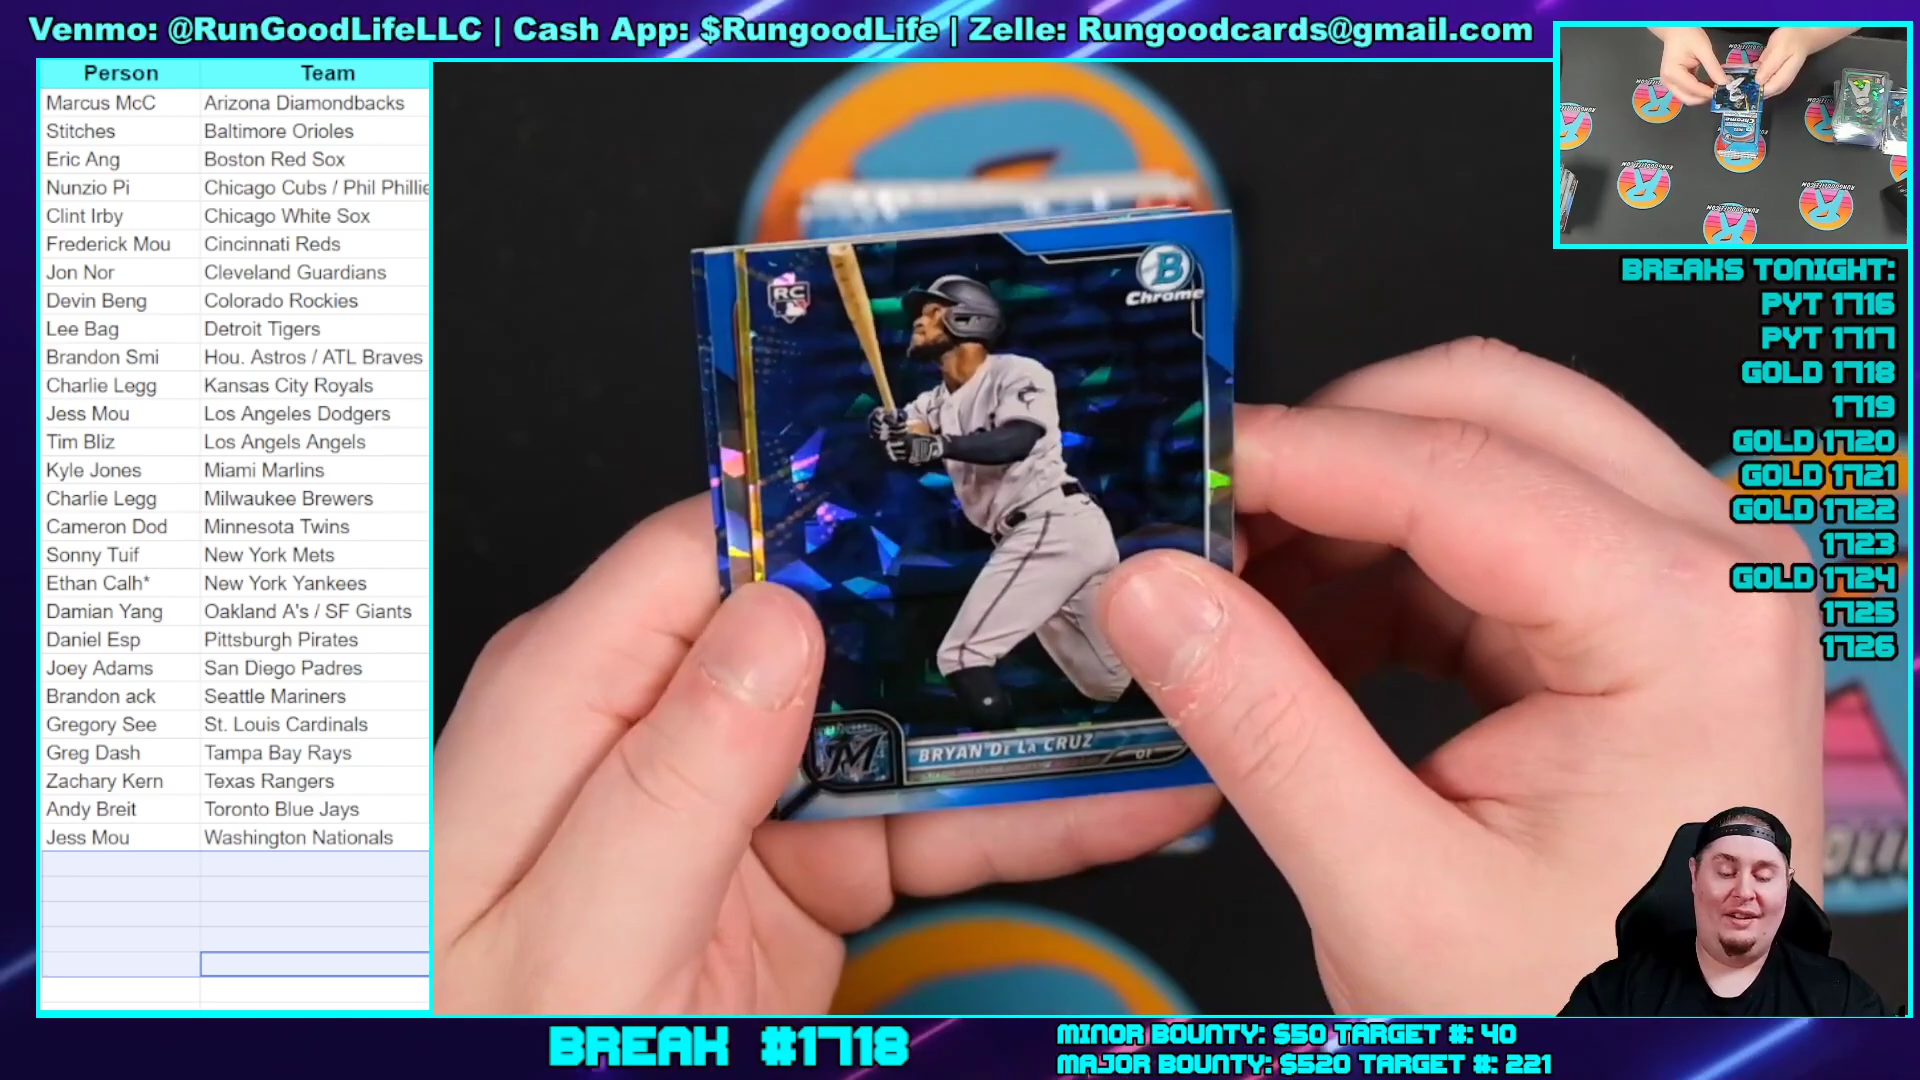 Venmo: @RunGoodLifeLLC | Cash App: $RungoodLife | Zelle: Rungoodcards@gmail.com
Person Team
Marcus McC Arizona Diamondbacks
Stitches Baltimore Orioles
Eric Ang Boston Red Sox
Nunzio Pi Chicago Cubs / Phil Phillie
Clint Irby Chicago White Sox
Frederick Mou Cincinnati Reds
Jon Nor Cleveland Guardians
Devin Beng Colorado Rockies
Lee Bag Detroit Tigers
Brandon Smi Hou. Astros / ATL Braves
Charlie Legg Kansas City Royals
Jess Mou Los Angeles Dodgers
Tim Bliz Los Angels Angels
Kyle Jones Miami Marlins
Charlie Legg Milwaukee Brewers
Cameron Dod Minnesota Twins
Sonny Tuif New York Mets
Ethan Calh* New York Yankees
Damian Yang Oakland A's / SF Giants
Daniel Esp Pittsburgh Pirates
Joey Adams San Diego Padres
Brandon ack Seattle Mariners
Gregory See St. Louis Cardinals
Greg Dash Tampa Bay Rays
Zachary Kern Texas Rangers
Andy Breit Toronto Blue Jays
Jess Mou Washington Nationals
RC
B
Chrome
M
BRYAN DE LA CRUZ
OF
BREAKS TONIGHT:
PYT 1716
PYT 1717
GOLD 1718
1719
GOLD 1720
GOLD 1721
GOLD 1722
1723
GOLD 1724
1725
1726
BREAK #1718
MINOR BOUNTY: $50 TARGET #: 40
MAJOR BOUNTY: $520 TARGET #: 221